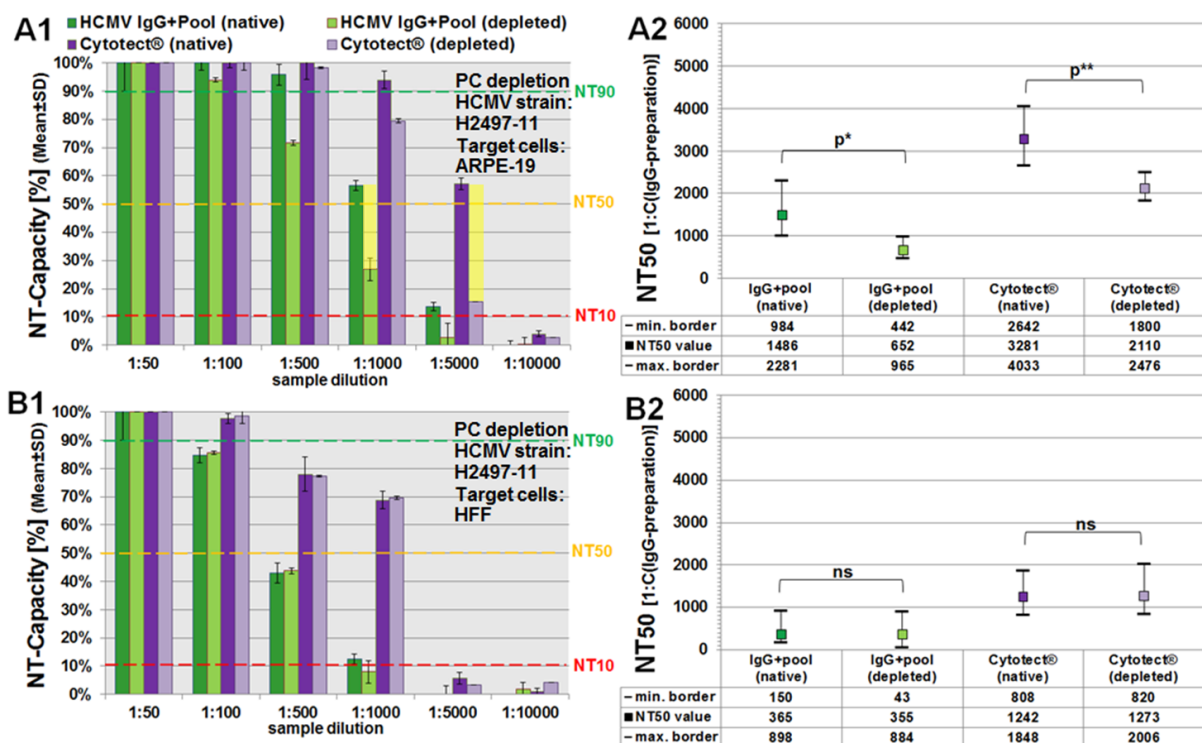 A1
HCMV IgG+Pool (native)
HCMV IgG+Pool (depleted)
Cytotect® (native)
Cytotect® (depleted)
NT-Capacity [%] (Mean±SD)
100%
90%
80%
70%
60%
50%
40%
30%
20%
10%
0%
PC depletion
HCMV strain:
H2497-11
Target cells:
ARPE-19
NT90
NT50
NT10
1:50 1:100 1:500 1:1000 1:5000 1:10000
sample dilution
A2
NT50 [1:C(IgG-preparation)]
6000
5000
4000
3000
2000
1000
0
p*
p**
IgG+pool (native)
IgG+pool (depleted)
Cytotect® (native)
Cytotect® (depleted)
min. border 984 442 2642 1800
NT50 value 1486 652 3281 2110
max. border 2281 965 4033 2476
B1
NT-Capacity [%] (Mean±SD)
100%
90%
80%
70%
60%
50%
40%
30%
20%
10%
0%
PC depletion
HCMV strain:
H2497-11
Target cells:
HFF
NT90
NT50
NT10
1:50 1:100 1:500 1:1000 1:5000 1:10000
sample dilution
B2
NT50 [1:C(IgG-preparation)]
6000
5000
4000
3000
2000
1000
0
ns
ns
IgG+pool (native)
IgG+pool (depleted)
Cytotect® (native)
Cytotect® (depleted)
min. border 150 43 808 820
NT50 value 365 355 1242 1273
max. border 898 884 1848 2006